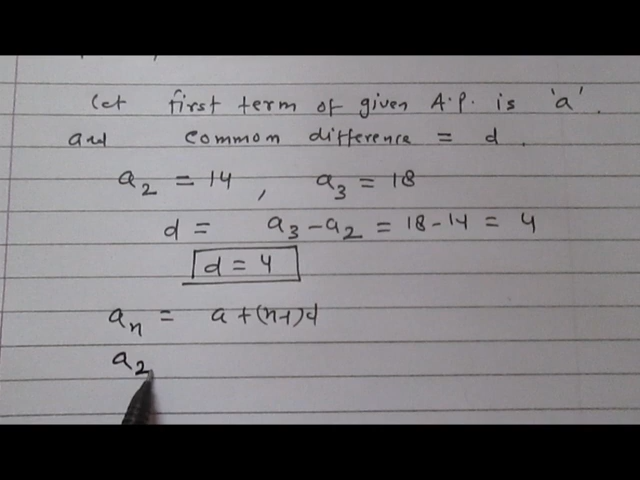 Let first term of given A.P. is 'a'.
and common difference = d.
a₂ = 14 , a₃ = 18
d = a₃ - a₂ = 18 - 14 = 4
d = 4
aₙ = a + (n-1)d
a₂